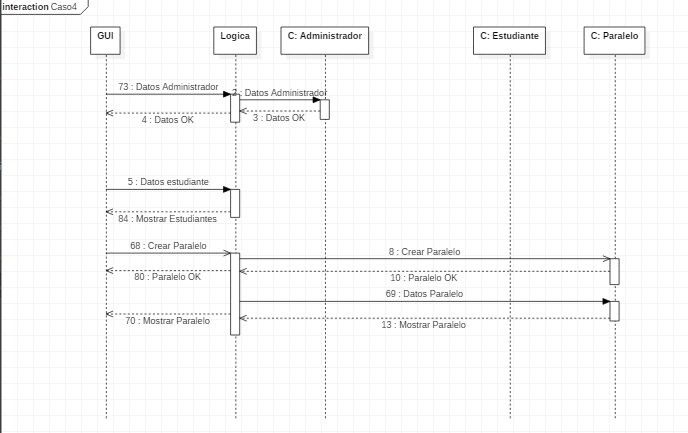 interaction Caso4
GUI
Logica
C: Administrador
C: Estudiante
C: Paralelo
73 : Datos Administrador
2 : Datos Administrador
3 : Datos OK
4 : Datos OK
5 : Datos estudiante
84 : Mostrar Estudiantes
68 : Crear Paralelo
8 : Crear Paralelo
80 : Paralelo OK
10 : Paralelo OK
69 : Datos Paralelo
70 : Mostrar Paralelo
13 : Mostrar Paralelo